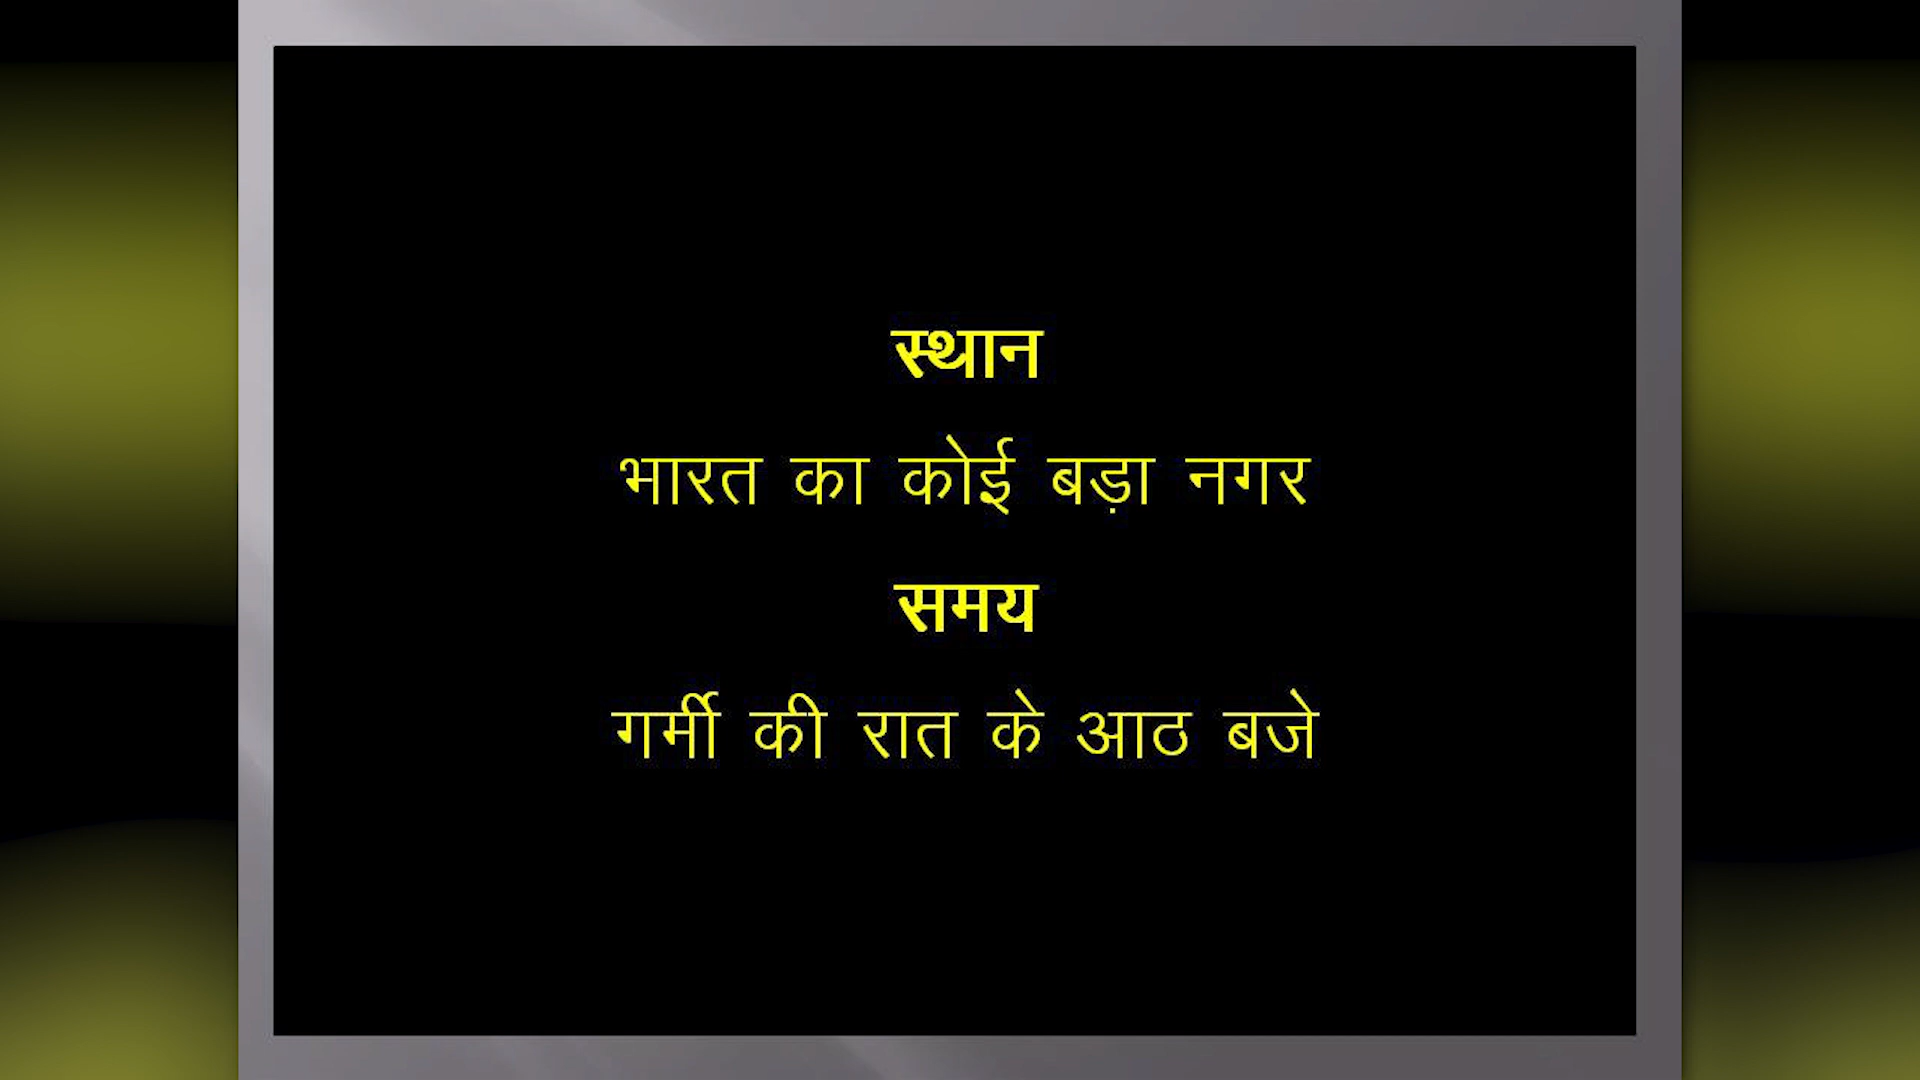 स्थान
भारत का कोई बड़ा नगर
समय
गर्मी की रात के आठ बजे